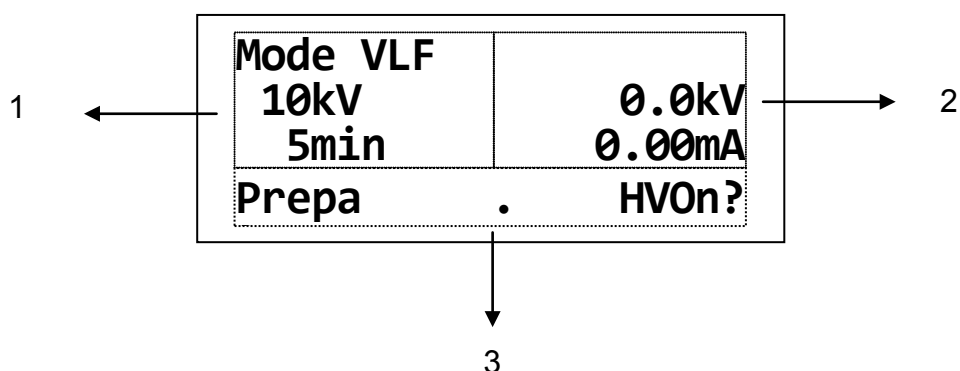 Mode VLF
1
10kV 0.0kV
2
5min 0.00mA
Prepa . HVOn?
3